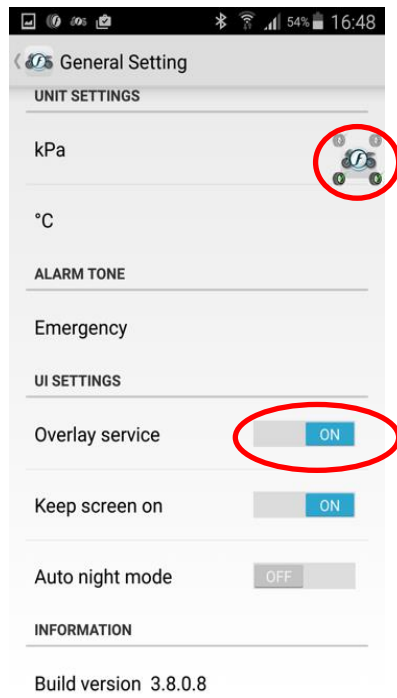 54% 16:48
General Setting
UNIT SETTINGS
kPa
°C
ALARM TONE
Emergency
UI SETTINGS
Overlay service ON
Keep screen on ON
Auto night mode OFF
INFORMATION
Build version 3.8.0.8